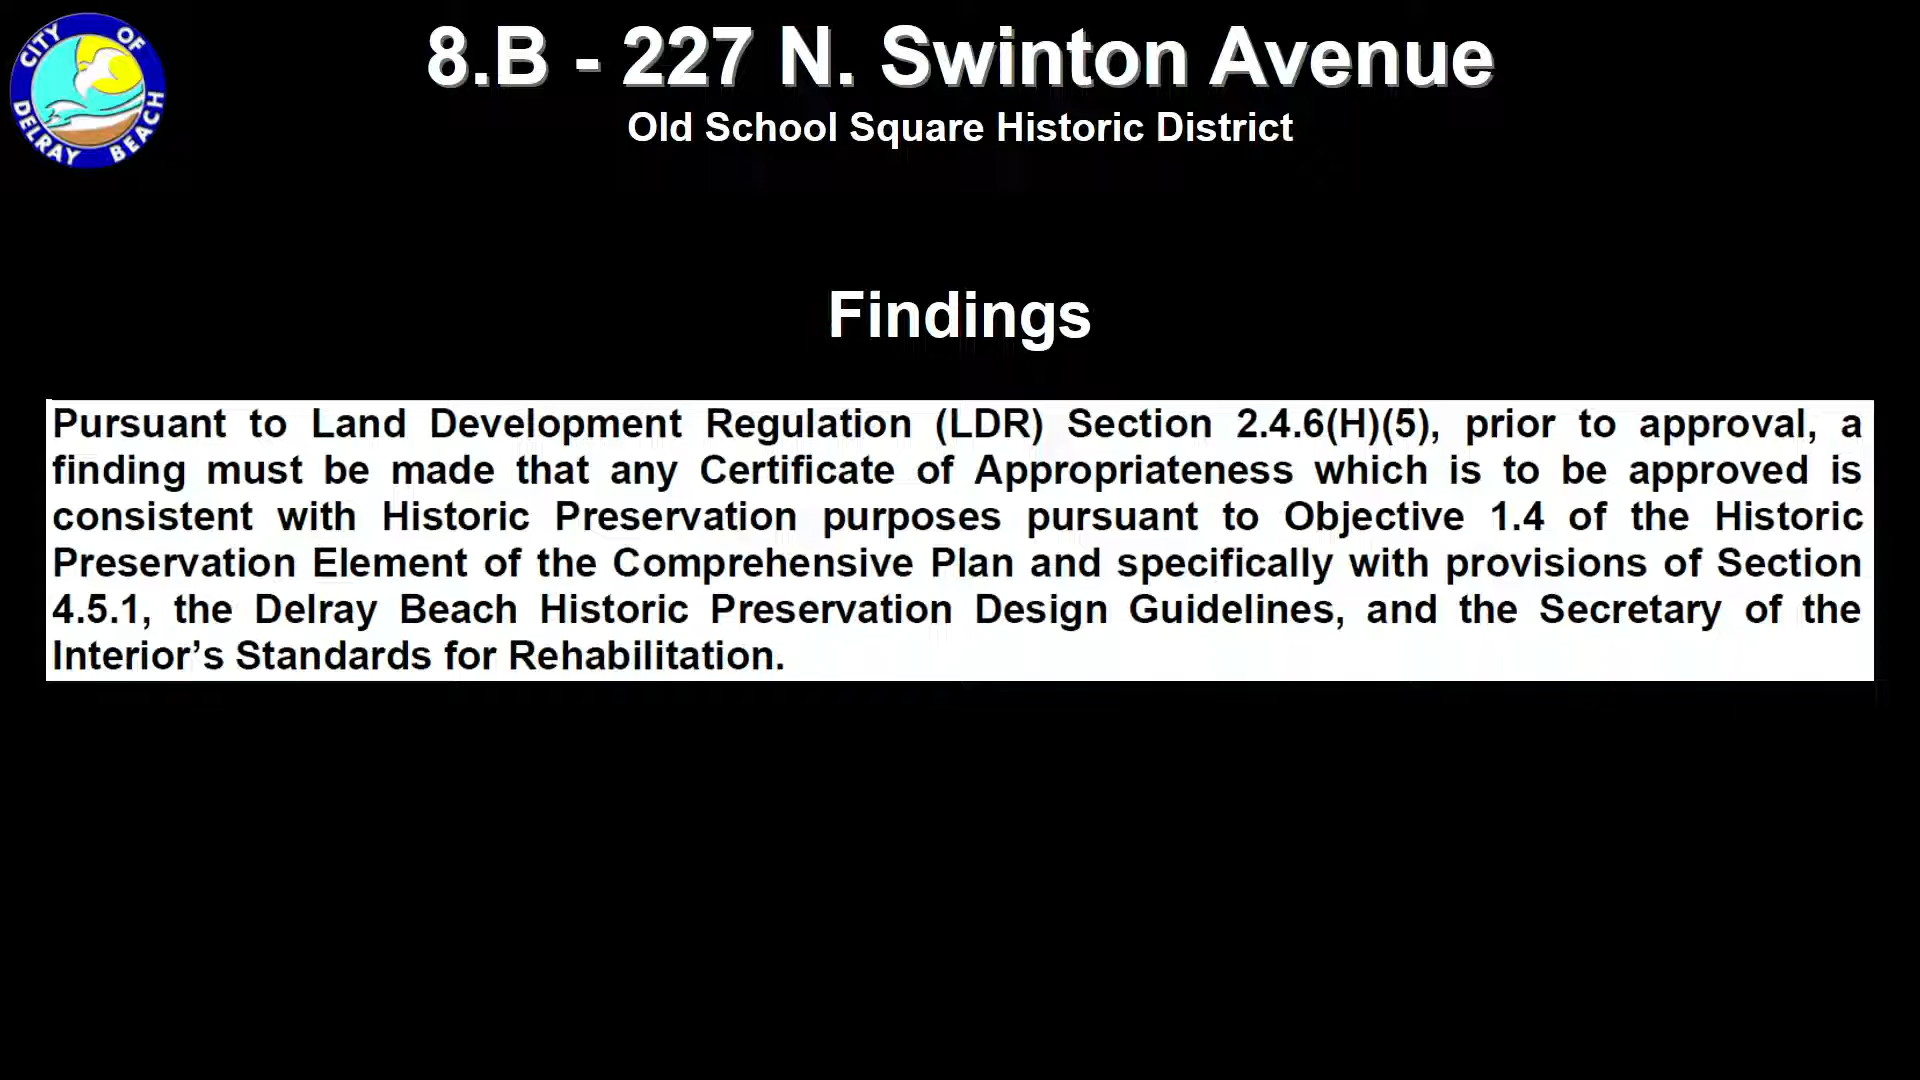 CITY OF
DELRAY BEACH
8.B - 227 N. Swinton Avenue
Old School Square Historic District
Findings
Pursuant to Land Development Regulation (LDR) Section 2.4.6(H)(5), prior to approval, a
finding must be made that any Certificate of Appropriateness which is to be approved is
consistent with Historic Preservation purposes pursuant to Objective 1.4 of the Historic
Preservation Element of the Comprehensive Plan and specifically with provisions of Section
4.5.1, the Delray Beach Historic Preservation Design Guidelines, and the Secretary of the
Interior’s Standards for Rehabilitation.